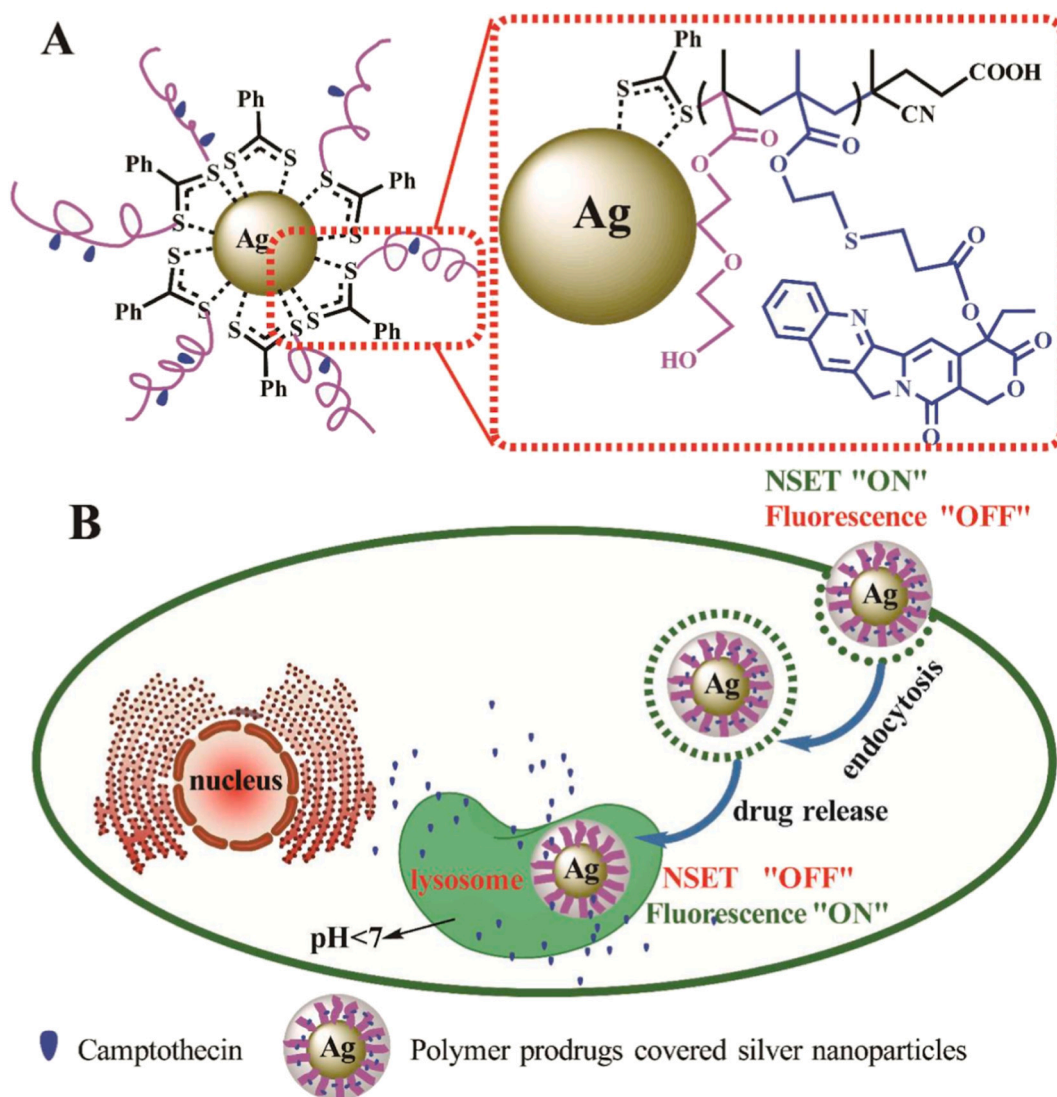 A
Ph
Ph
Ph
Ph
Ph
Ph
S
S
S
S
S
S
S
S
S
S
S
S
Ag
Ph
S
S
COOH
CN
O
O
O
O
Ag
O
O
HO
S
O
O
N
N
O
O
O
B
NSET "ON"
Fluorescence "OFF"
Ag
Ag
endocytosis
nucleus
drug release
lysosome
Ag
NSET "OFF"
Fluorescence "ON"
pH<7
Camptothecin
Ag
Polymer prodrugs covered silver nanoparticles